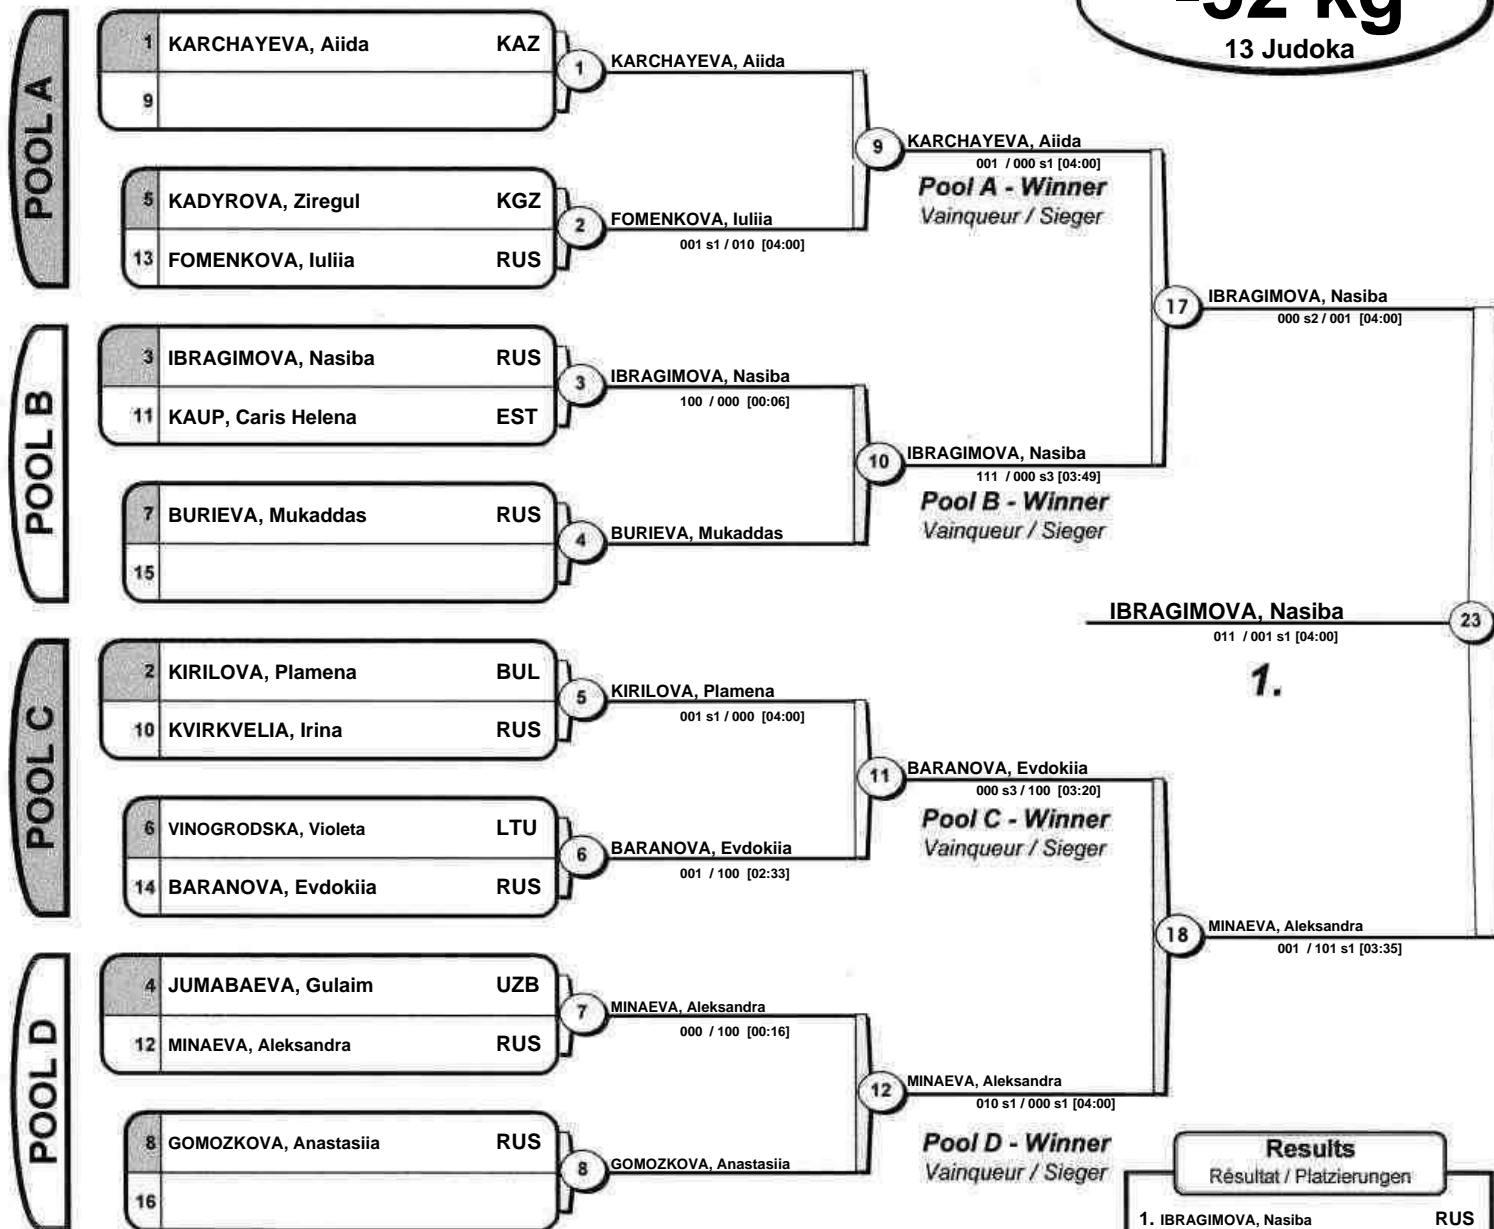 -52 kg
13 Judoka
POOL A
1 KARCHAYEVA, Aiida KAZ
9
5 KADYROVA, Ziregul KGZ
13 FOMENKOVA, Iuliia RUS
1 KARCHAYEVA, Aiida
2 FOMENKOVA, Iuliia
001 s1 / 010 [04:00]
9 KARCHAYEVA, Aiida
001 / 000 s1 [04:00]
Pool A - Winner
Vainqueur / Sieger
POOL B
3 IBRAGIMOVA, Nasiba RUS
11 KAUP, Caris Helena EST
7 BURIEVA, Mukaddas RUS
15
3 IBRAGIMOVA, Nasiba
100 / 000 [00:06]
4 BURIEVA, Mukaddas
10 IBRAGIMOVA, Nasiba
111 / 000 s3 [03:49]
Pool B - Winner
Vainqueur / Sieger
17 IBRAGIMOVA, Nasiba
000 s2 / 001 [04:00]
IBRAGIMOVA, Nasiba 23
011 / 001 s1 [04:00]
1.
POOL C
2 KIRILOVA, Plamena BUL
10 KVIRKVELIA, Irina RUS
6 VINOGRODSKA, Violeta LTU
14 BARANOVA, Evdokiia RUS
5 KIRILOVA, Plamena
001 s1 / 000 [04:00]
6 BARANOVA, Evdokiia
001 / 100 [02:33]
11 BARANOVA, Evdokiia
000 s3 / 100 [03:20]
Pool C - Winner
Vainqueur / Sieger
POOL D
4 JUMABAEVA, Gulaim UZB
12 MINAEVA, Aleksandra RUS
8 GOMOZKOVA, Anastasiia RUS
16
7 MINAEVA, Aleksandra
000 / 100 [00:16]
8 GOMOZKOVA, Anastasiia
12 MINAEVA, Aleksandra
010 s1 / 000 s1 [04:00]
Pool D - Winner
Vainqueur / Sieger
18 MINAEVA, Aleksandra
001 / 101 s1 [03:35]
Results
Résultat / Platzierungen
1. IBRAGIMOVA, Nasiba RUS